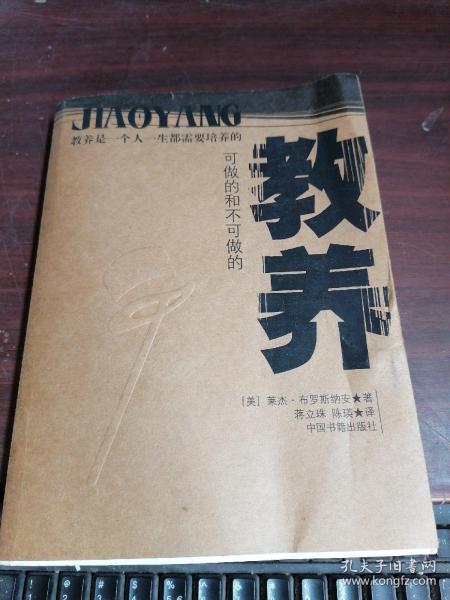 JIAOYANG
教养是一个人一生都需要培养的
教养
可做的和不可做的
[美] 莱杰·布罗斯纳安★著
蒋立珠 陈瑛★译
中国书籍出版社
孔夫子旧书网
www.kongfz.com